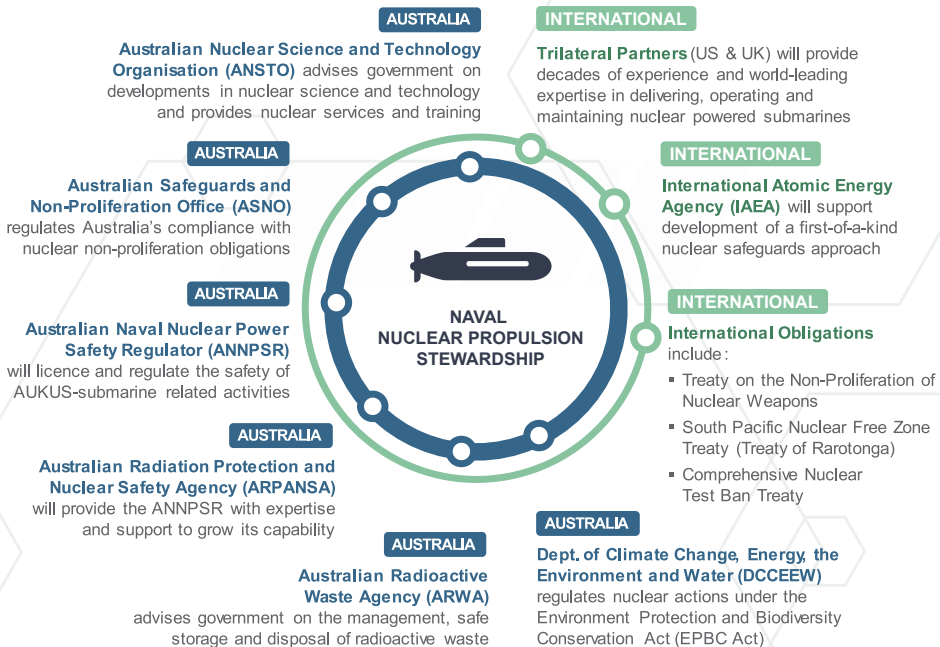 AUSTRALIA
Australian Nuclear Science and Technology
Organisation (ANSTO) advises government on
developments in nuclear science and technology
and provides nuclear services and training
INTERNATIONAL
Trilateral Partners (US & UK) will provide
decades of experience and world-leading
expertise in delivering, operating and
maintaining nuclear powered submarines
AUSTRALIA
Australian Safeguards and
Non-Proliferation Office (ASNO)
regulates Australia's compliance with
nuclear non-proliferation obligations
INTERNATIONAL
International Atomic Energy
Agency (IAEA) will support
development of a first-of-a-kind
nuclear safeguards approach
AUSTRALIA
Australian Naval Nuclear Power
Safety Regulator (ANNPSR)
will licence and regulate the safety of
AUKUS-submarine related activities
NAVAL
NUCLEAR PROPULSION
STEWARDSHIP
INTERNATIONAL
International Obligations
include:
▪ Treaty on the Non-Proliferation of
Nuclear Weapons
▪ South Pacific Nuclear Free Zone
Treaty (Treaty of Rarotonga)
▪ Comprehensive Nuclear
Test Ban Treaty
AUSTRALIA
Australian Radiation Protection and
Nuclear Safety Agency (ARPANSA)
will provide the ANNPSR with expertise
and support to grow its capability
AUSTRALIA
Australian Radioactive
Waste Agency (ARWA)
advises government on the management, safe
storage and disposal of radioactive waste
AUSTRALIA
Dept. of Climate Change, Energy, the
Environment and Water (DCCEEW)
regulates nuclear actions under the
Environment Protection and Biodiversity
Conservation Act (EPBC Act)